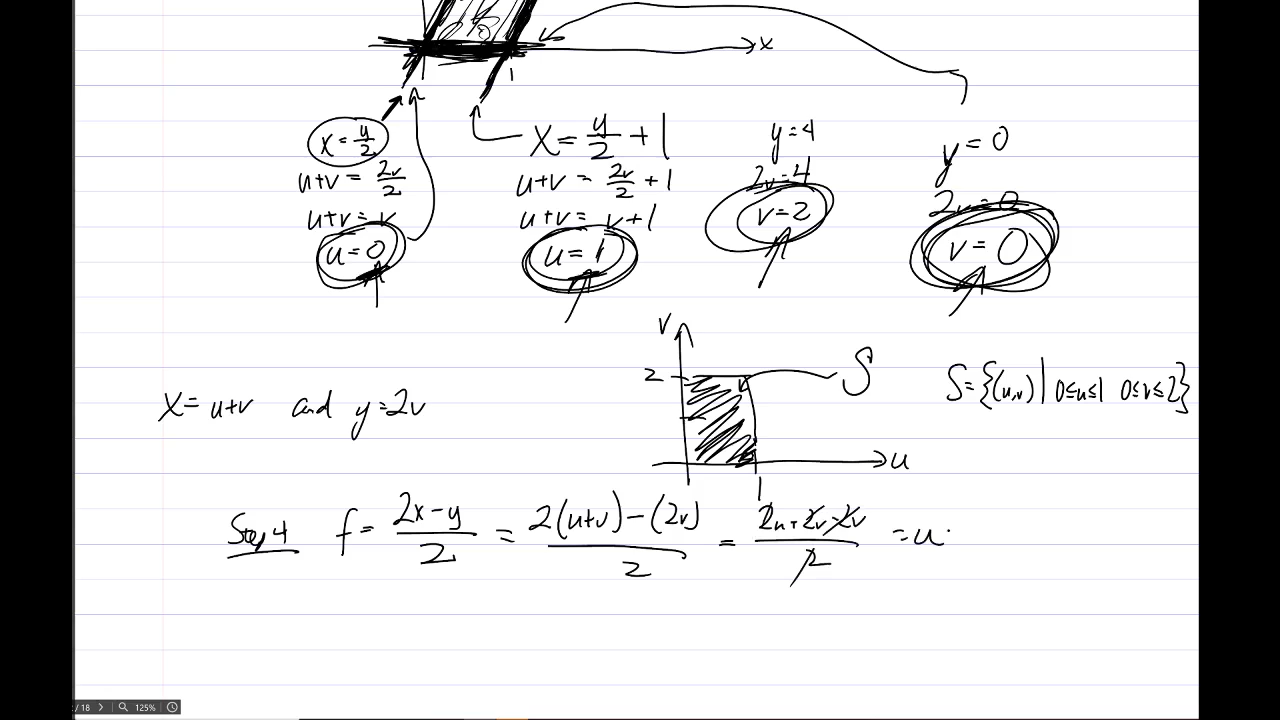 x
1
x = y/2
u+v = 2v/2
u+v = v
u = 0
x = y/2 + 1
u+v = 2v/2 + 1
u+v = v+1
u = 1
y = 4
2v = 4
v = 2
y = 0
2v = 0
v = 0
v
2
S
u
1
S = {(u,v) | 0≤u≤1 0≤v≤2}
x = u+v and y = 2v
Step 4 f = (2x-y)/2 = (2(u+v)-(2v))/2 = (2u+2v-2v)/2 = u
/ 18 > 125%